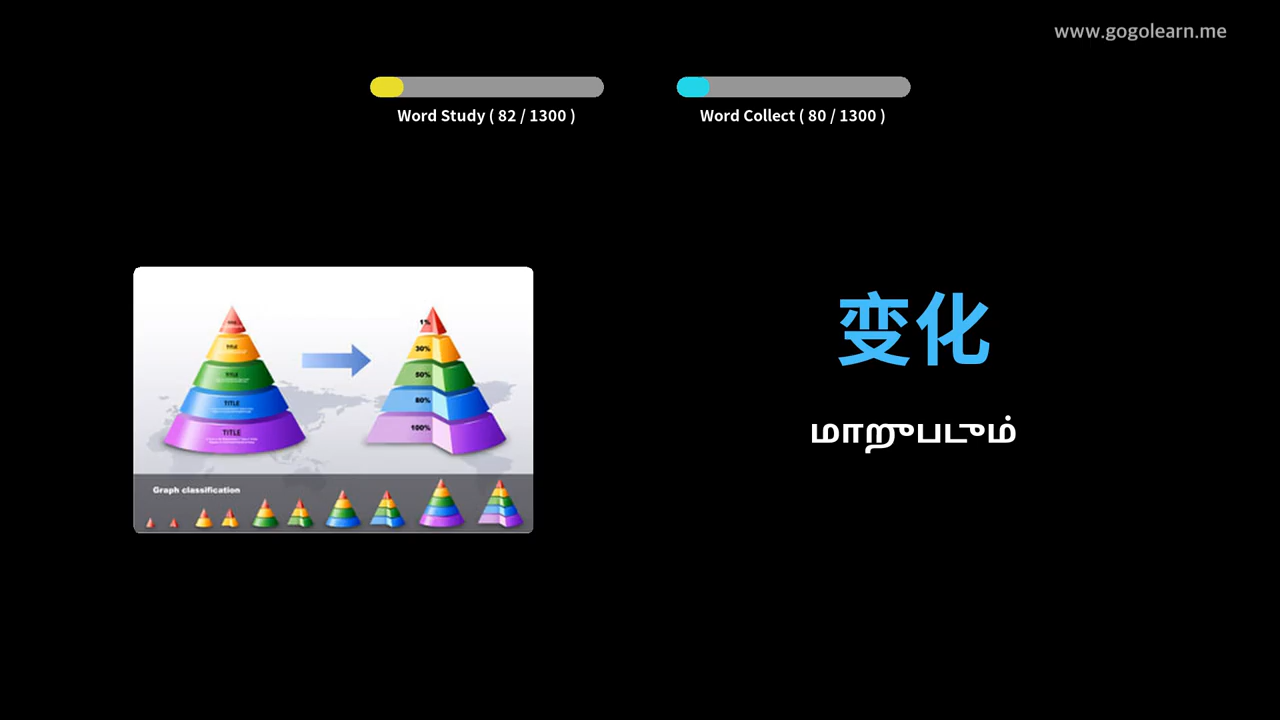 www.gogolearn.me
Word Study ( 82 / 1300 )
Word Collect ( 80 / 1300 )
变化
மாறுபடும்
TITLE
TITLE
TITLE
TITLE
1%
30%
50%
80%
100%
Graph classification